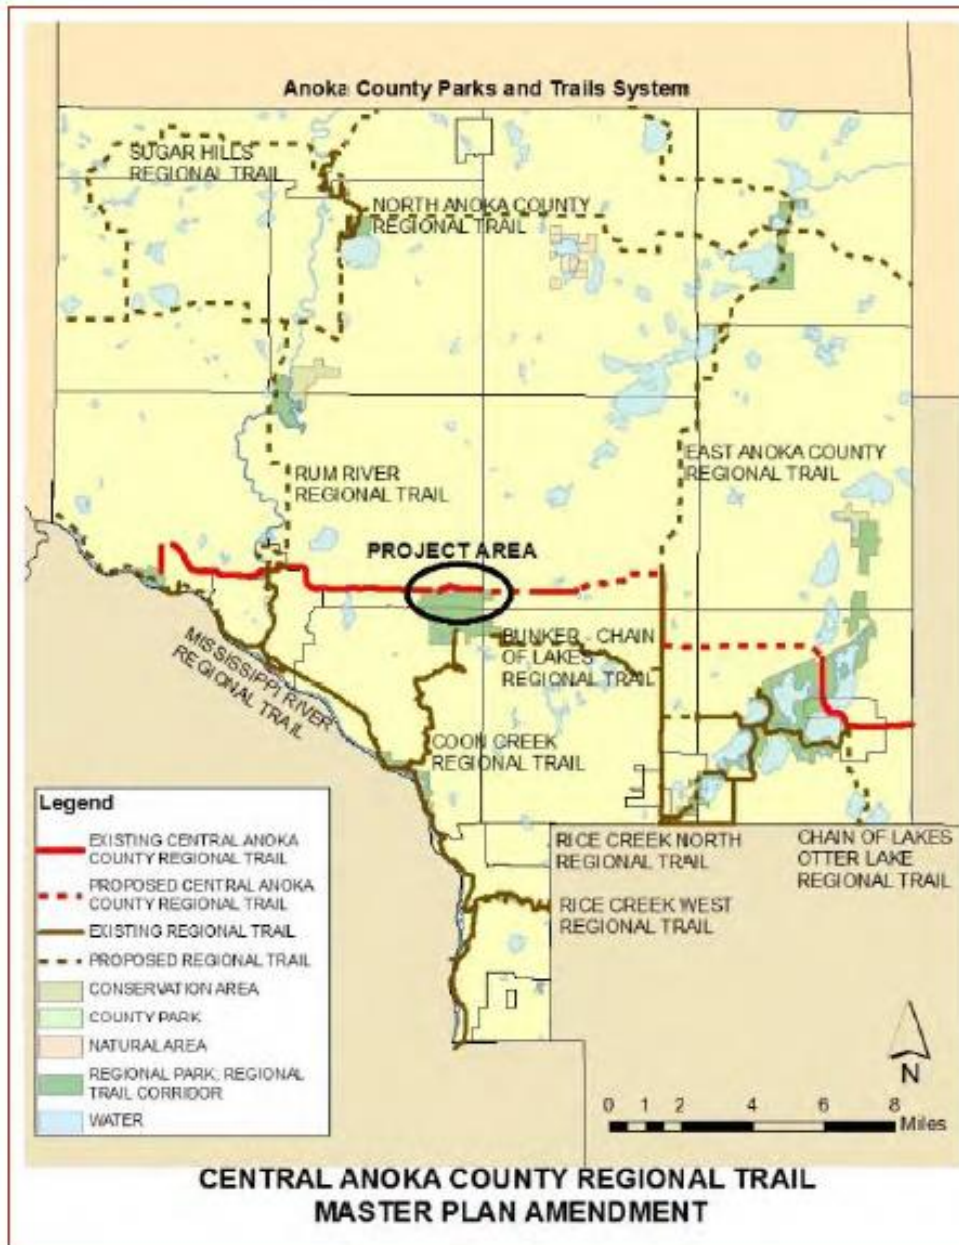 Anoka County Parks and Trails System
SUGAR HILLS
REGIONAL TRAIL
NORTH ANOKA COUNTY
REGIONAL TRAIL
RUM RIVER
REGIONAL TRAIL
EAST ANOKA COUNTY
REGIONAL TRAIL
PROJECT AREA
BUNKER - CHAIN
OF LAKES
REGIONAL TRAIL
MISSISSIPPI RIVER
REGIONAL TRAIL
COON CREEK
REGIONAL TRAIL
RICE CREEK NORTH
REGIONAL TRAIL
CHAIN OF LAKES
OTTER LAKE
REGIONAL TRAIL
RICE CREEK WEST
REGIONAL TRAIL
Legend
EXISTING CENTRAL ANOKA
COUNTY REGIONAL TRAIL
PROPOSED CENTRAL ANOKA
COUNTY REGIONAL TRAIL
EXISTING REGIONAL TRAIL
PROPOSED REGIONAL TRAIL
CONSERVATION AREA
COUNTY PARK
NATURAL AREA
REGIONAL PARK, REGIONAL
TRAIL CORRIDOR
WATER
N
0 1 2 4 6 8
Miles
CENTRAL ANOKA COUNTY REGIONAL TRAIL
MASTER PLAN AMENDMENT